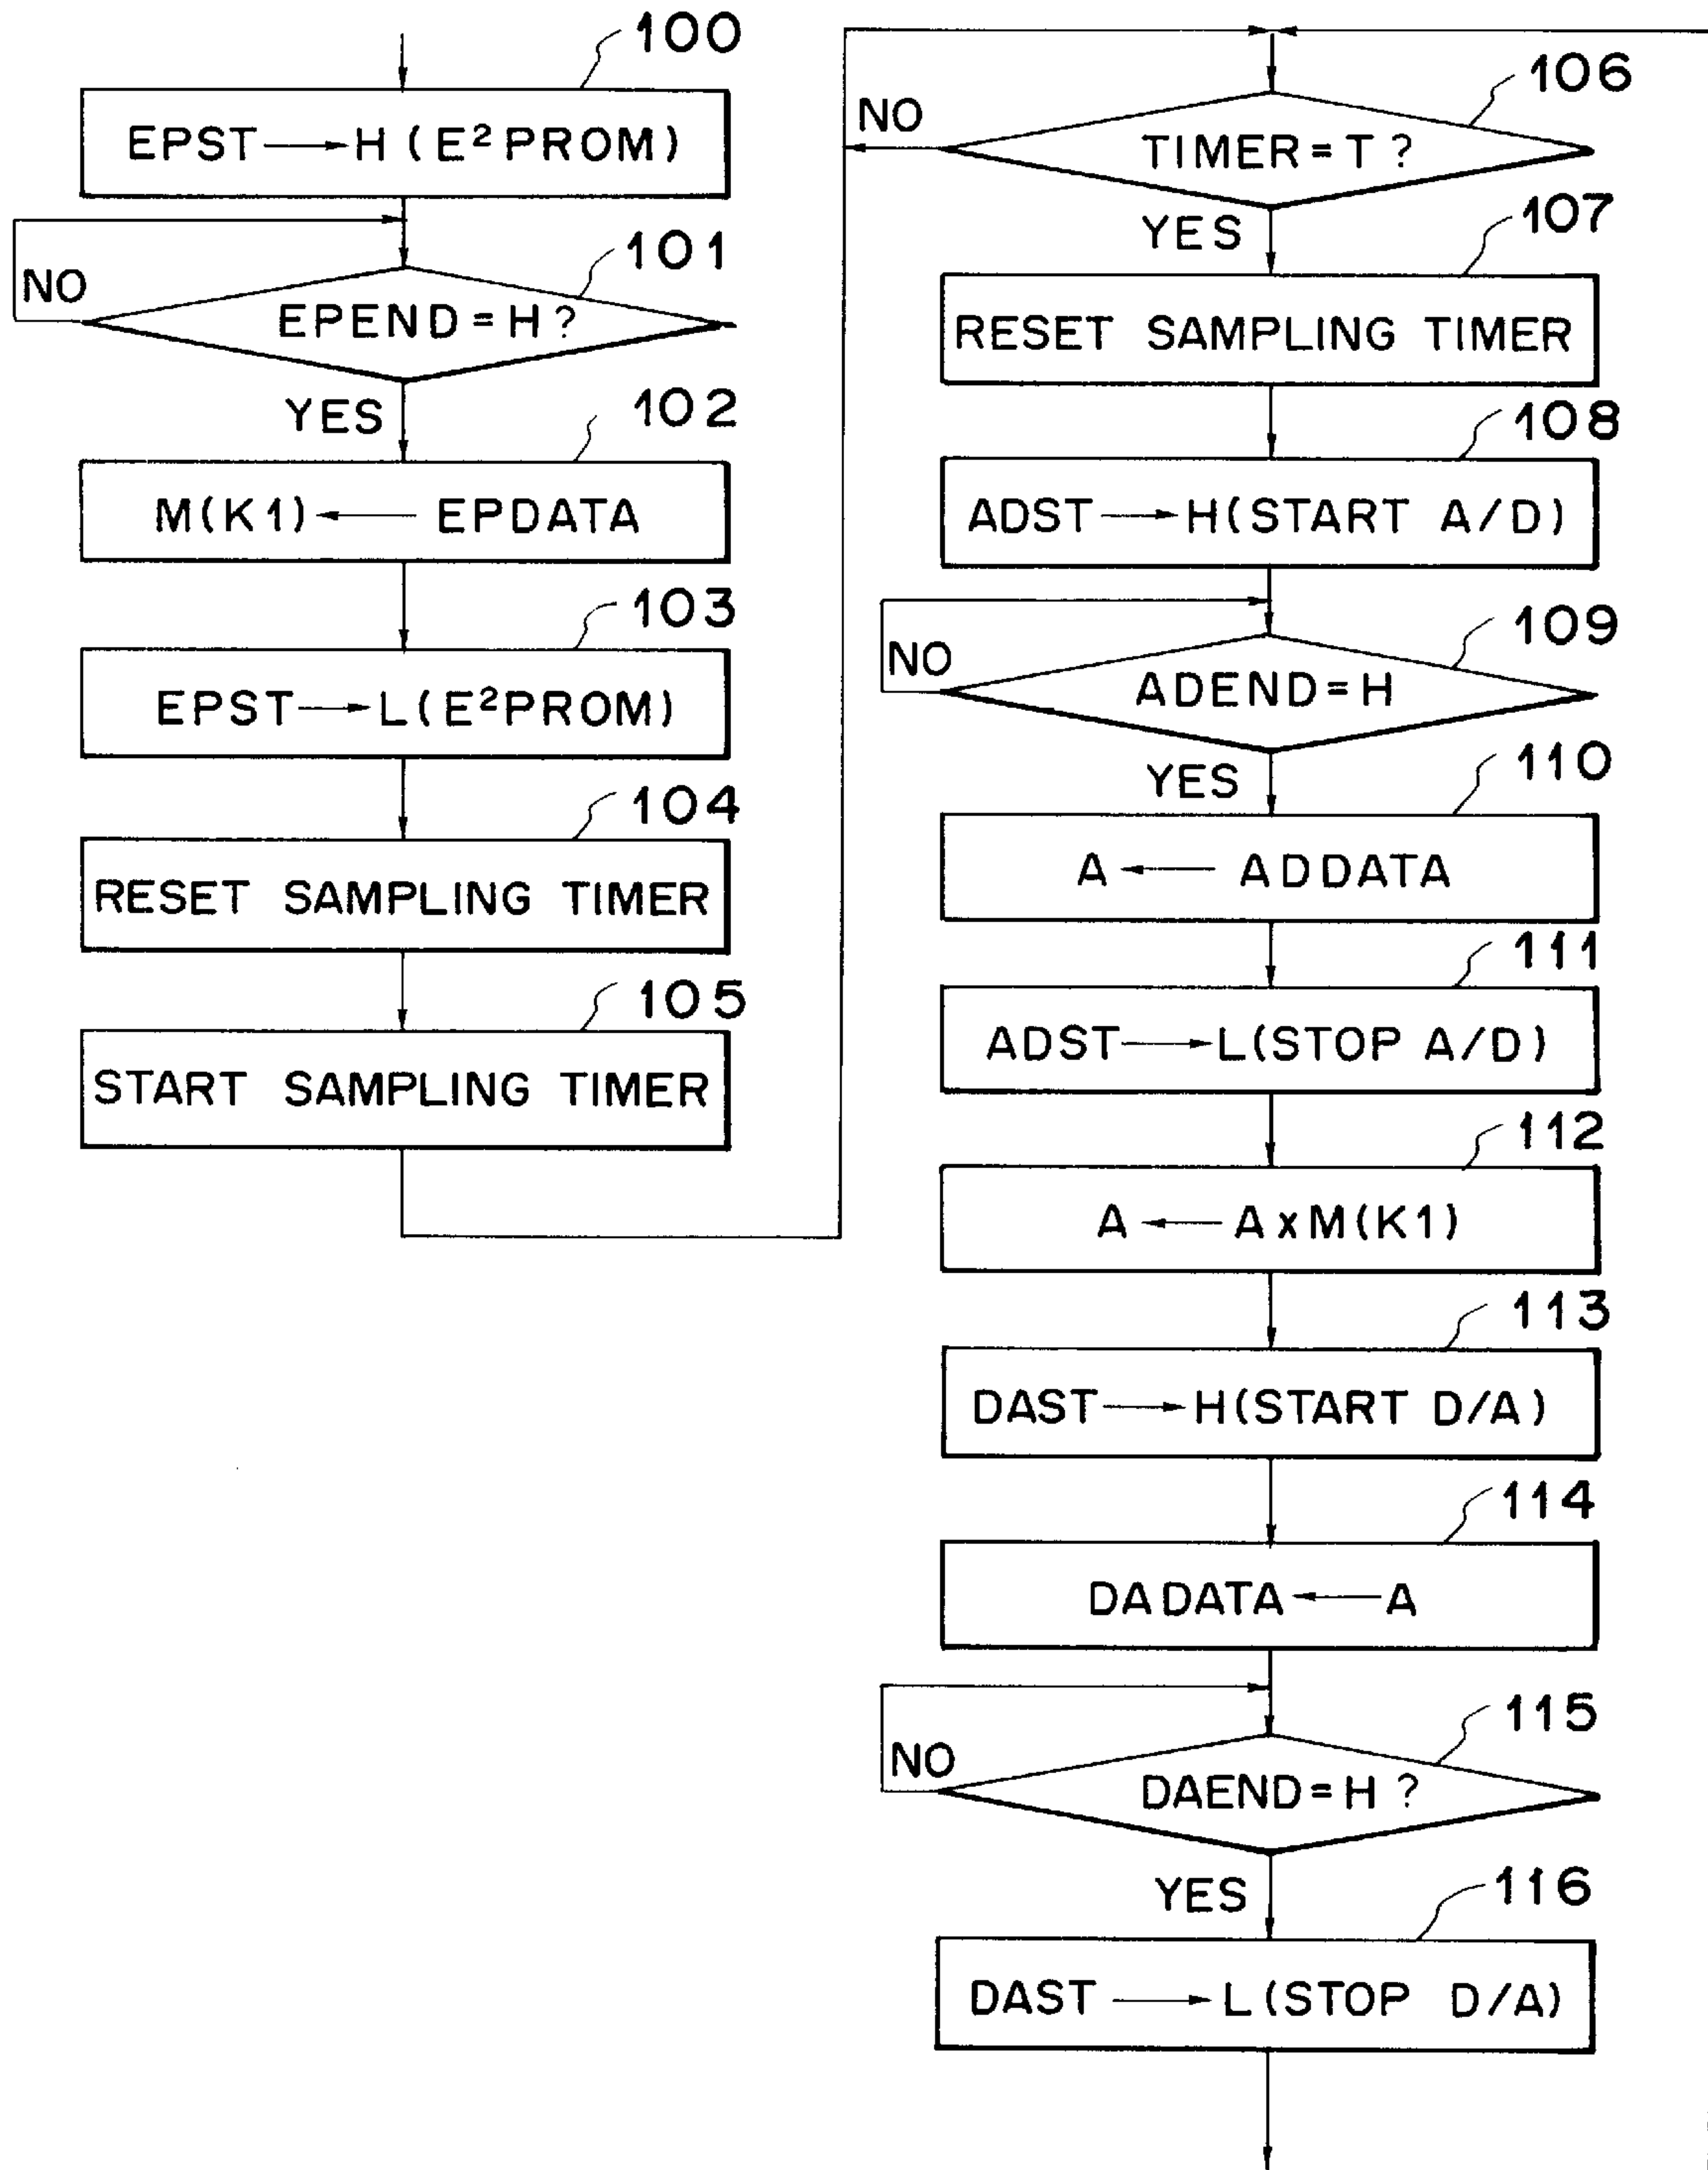 100
EPST → H (E²PROM)
101
NO
EPEND = H ?
YES
102
M(K1) ← EPDATA
103
EPST → L (E²PROM)
104
RESET SAMPLING TIMER
105
START SAMPLING TIMER
106
NO
TIMER = T ?
YES
107
RESET SAMPLING TIMER
108
ADST → H (START A/D)
109
NO
ADEND = H
YES
110
A ← ADDATA
111
ADST → L (STOP A/D)
112
A ← A x M(K1)
113
DAST → H (START D/A)
114
DADATA ← A
115
NO
DAEND = H ?
YES
116
DAST → L (STOP D/A)